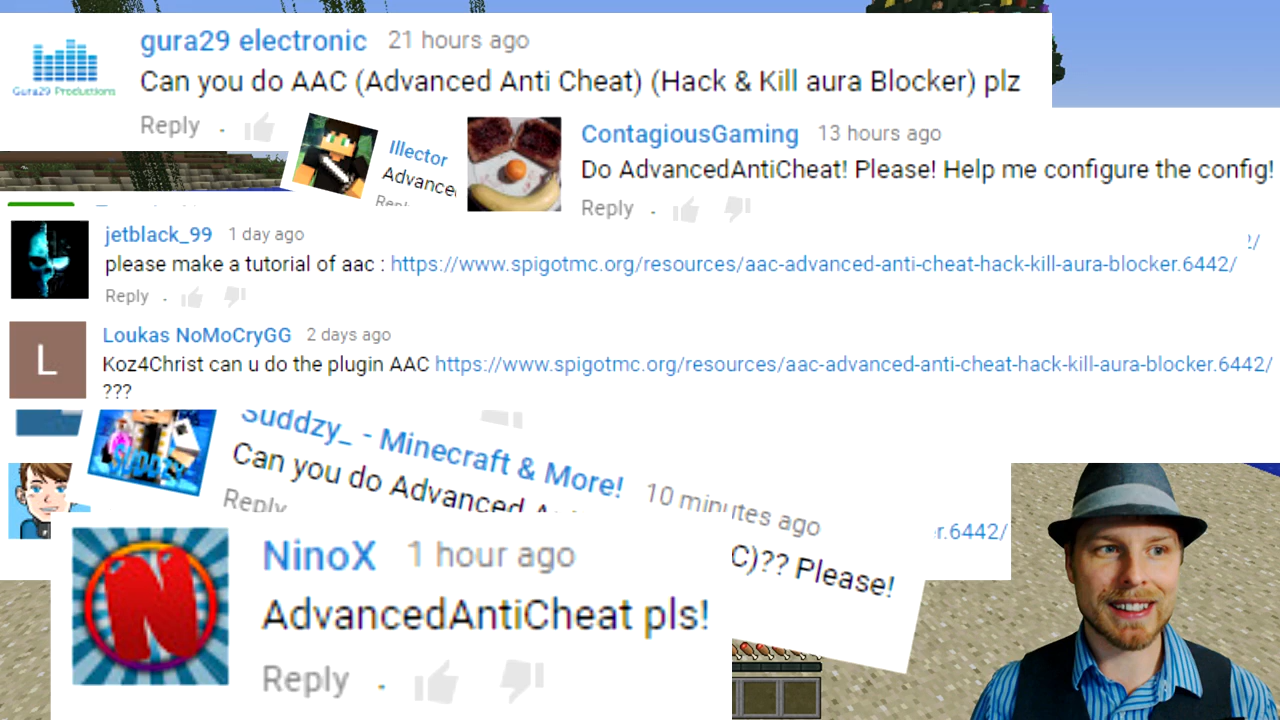 gura29 electronic 21 hours ago
Can you do AAC (Advanced Anti Cheat) (Hack & Kill aura Blocker) plz
Gura29 Productions
Reply
Illector
ContagiousGaming 13 hours ago
Do AdvancedAntiCheat! Please! Help me configure the config!
Reply
2/
jetblack_99 1 day ago
please make a tutorial of aac : https://www.spigotmc.org/resources/aac-advanced-anti-cheat-hack-kill-aura-blocker.6442/
Reply
Loukas NoMoCryGG 2 days ago
L
Koz4Christ can u do the plugin AAC https://www.spigotmc.org/resources/aac-advanced-anti-cheat-hack-kill-aura-blocker.6442/
???
Suddzy_ - Minecraft & More! 10 minutes ago
SUDDZY
Can you do Advanced
C)?? Please!
Reply
r.6442/
NinoX 1 hour ago
N
AdvancedAntiCheat pls!
Reply